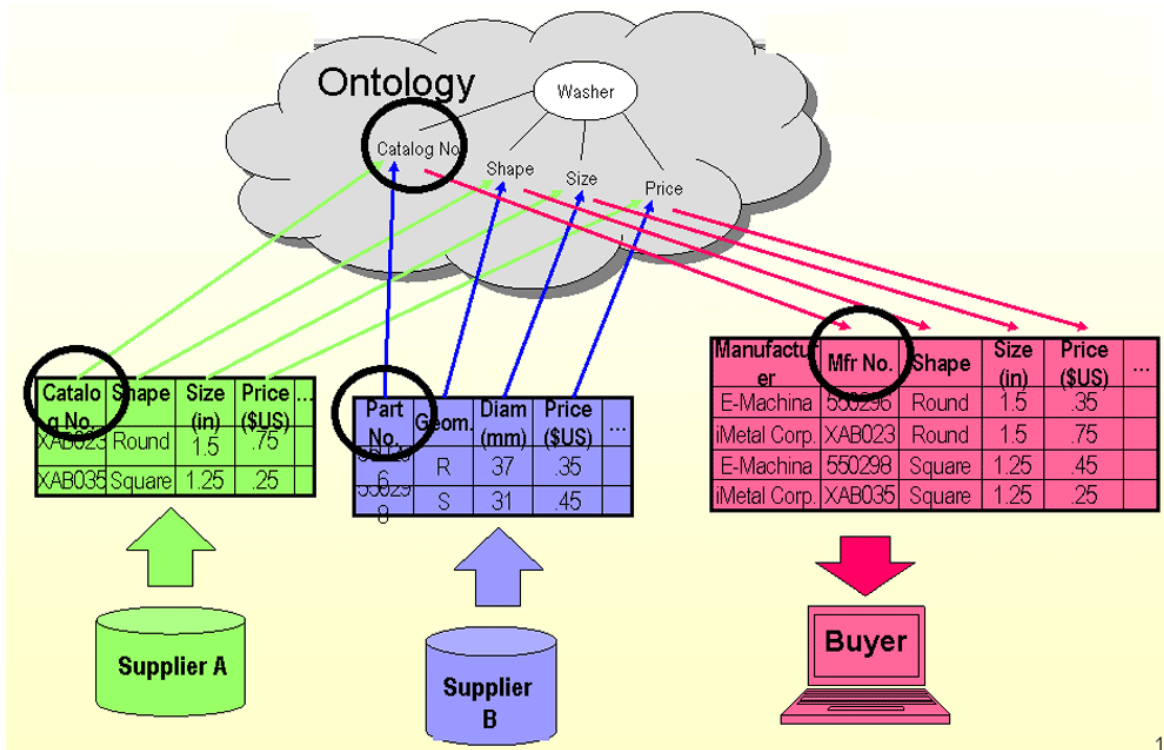 Ontology
Washer
Catalog No
Shape
Size
Price
Catalo Shape Size Price ...
g No. (in) ($US)
XAB023 Round 1.5 .75
XAB035 Square 1.25 .25
Part Geom. Diam Price ...
No. (mm) ($US)
6 R 37 .35
8 S 31 .45
Manufactu Mfr No. Shape Size Price ...
er (in) ($US)
E-Machina 550296 Round 1.5 .35
iMetal Corp. XAB023 Round 1.5 .75
E-Machina 550298 Square 1.25 .45
iMetal Corp. XAB035 Square 1.25 .25
Supplier A
Supplier
B
Buyer
1